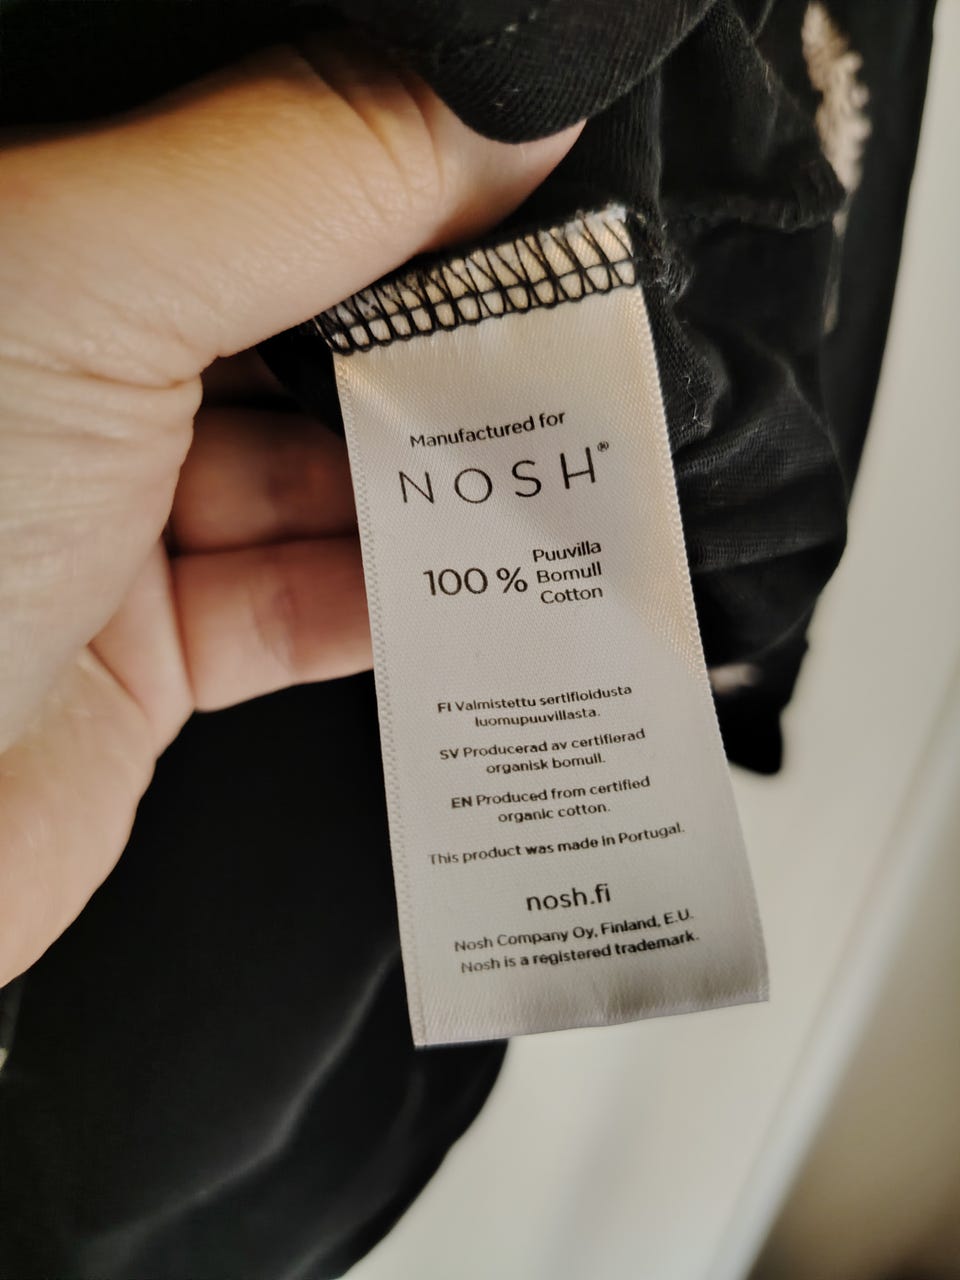 Manufactured for
NOSH®
100 % Puuvilla
Bomull
Cotton
FI Valmistettu sertifioidusta
luomupuuvillasta.
SV Producerad av certifierad
organisk bomull.
EN Produced from certified
organic cotton.
This product was made in Portugal.
nosh.fi
Nosh Company Oy, Finland, E.U.
Nosh is a registered trademark.